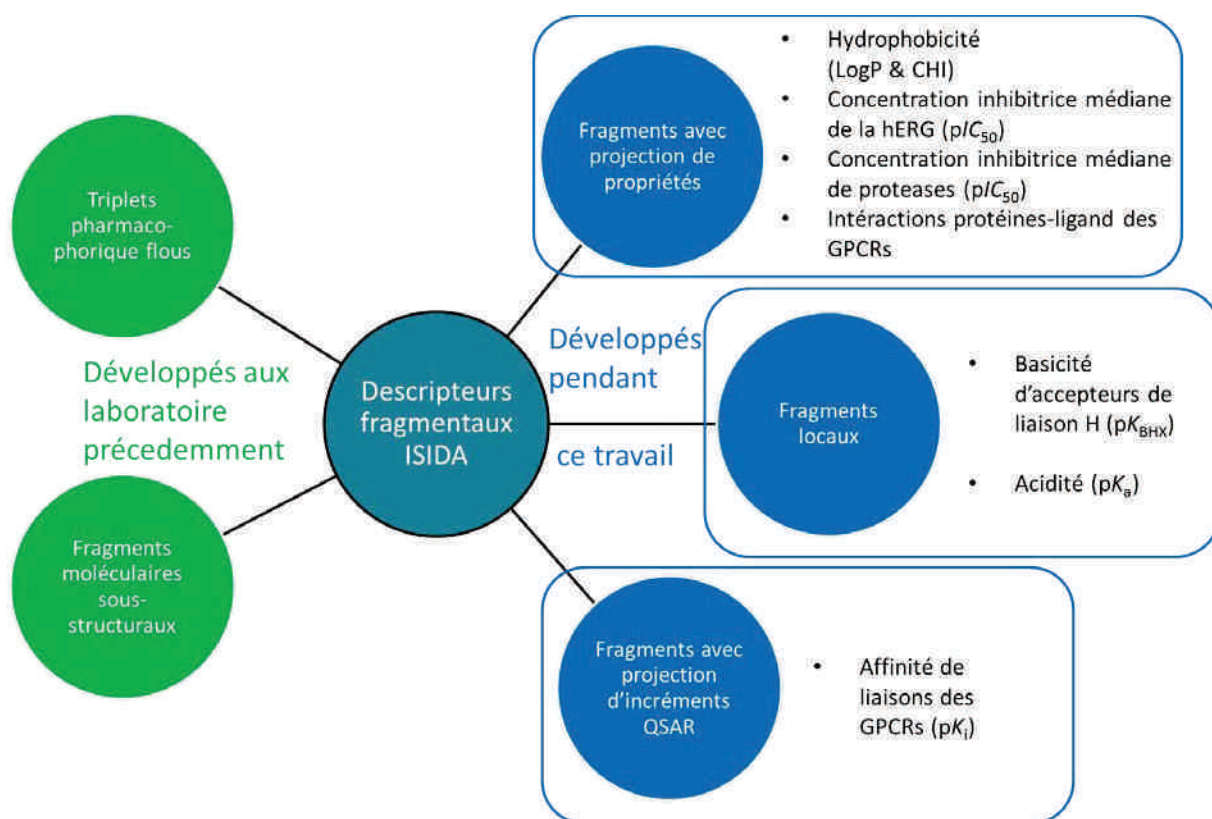 Triplets
pharmaco-
phorique flous
Développés aux
laboratoire
précedemment
Fragments
moléculaires
sous-
structuraux
Descripteurs
fragmentaux
ISIDA
Développés
pendant
ce travail
Fragments avec
projection de
propriétés
• Hydrophobicité
(LogP & CHI)
• Concentration inhibitrice médiane
de la hERG (pIC50)
• Concentration inhibitrice médiane
de proteases (pIC50)
• Intéractions protéines-ligand des
GPCRs
Fragments
locaux
• Basicité
d'accepteurs de
liaison H (pKBHX)
• Acidité (pKa)
Fragments avec
projection
d'incréments
QSAR
• Affinité de
liaisons des
GPCRs (pKi)